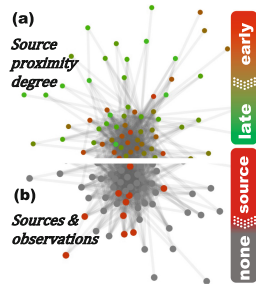 (a)
Source
proximity
degree
early
late
(b)
Sources &
observations
source
none